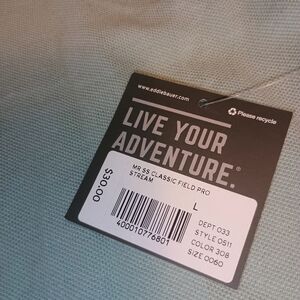 www.eddiebauer.com
Please recycle
LIVE YOUR
ADVENTURE.®
MR SS CLASSIC FIELD PRO
STREAM
L
$30.00
400010776801
DEPT 033
STYLE 0511
COLOR 308
SIZE 0060